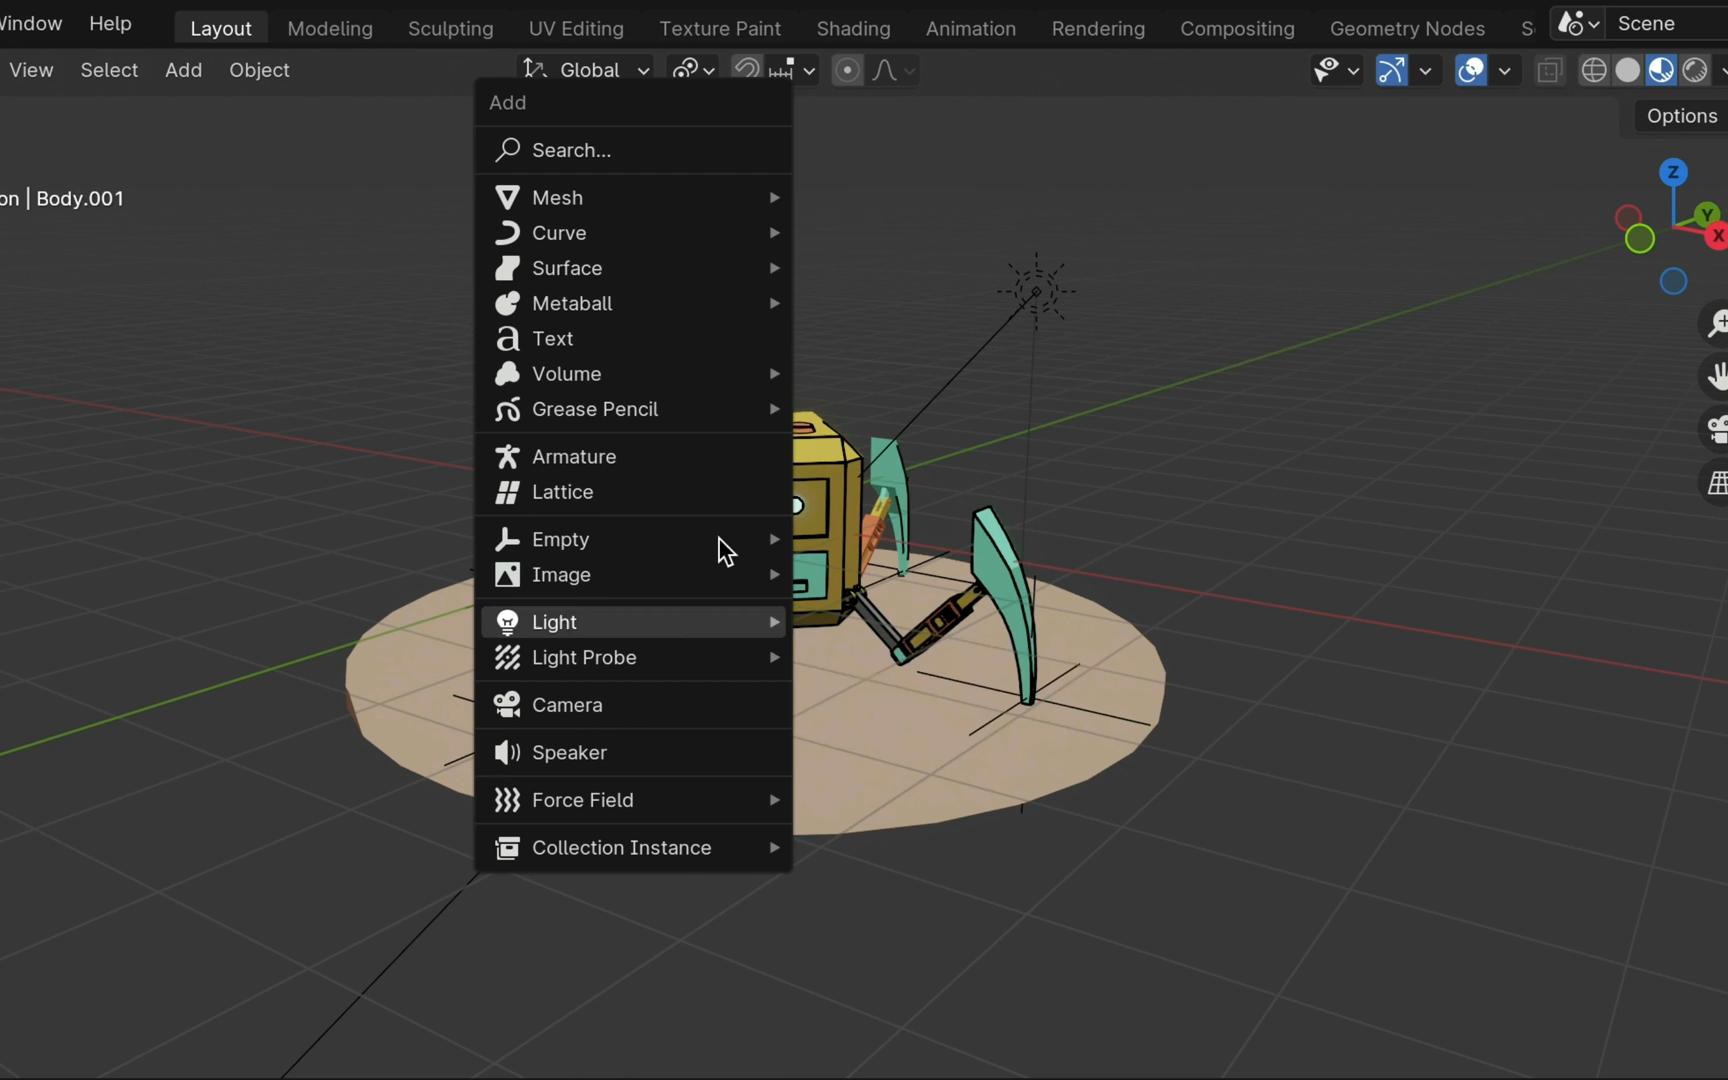 Window Help Layout Modeling Sculpting UV Editing Texture Paint Shading Animation Rendering Compositing Geometry Nodes Scene
View Select Add Object Global
Add
Options
Search...
Z
on | Body.001
Mesh
Y
X
Curve
Surface
Metaball
Text
Volume
Grease Pencil
Armature
Lattice
Empty
Image
Light
Light Probe
Camera
Speaker
Force Field
Collection Instance